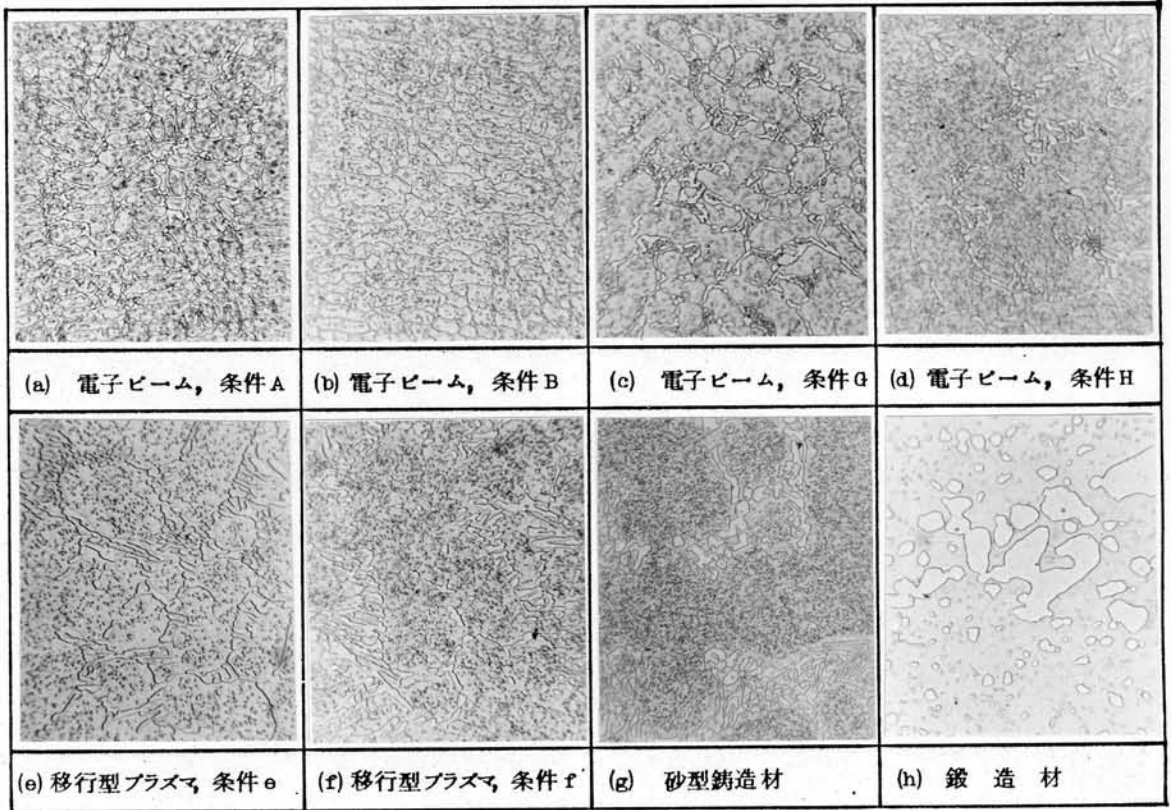 (a) 電子ビーム, 条件A
(b) 電子ビーム, 条件B
(c) 電子ビーム, 条件G
(d) 電子ビーム, 条件H
(e) 移行型プラズマ, 条件e
(f) 移行型プラズマ, 条件f
(g) 砂型鋳造材
(h) 鍛造材